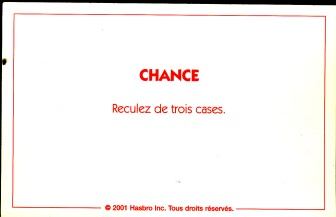 CHANCE
Reculez de trois cases.
© 2001 Hasbro Inc. Tous droits réservés.